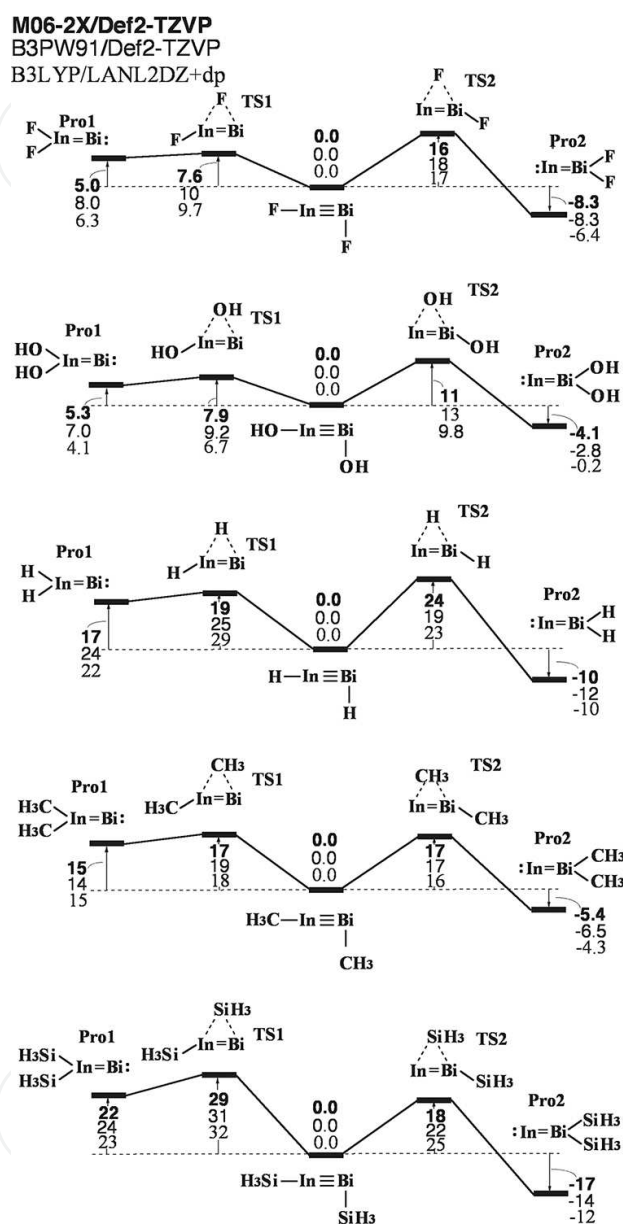 M06-2X/Def2-TZVP
B3PW91/Def2-TZVP
B3LYP/LANL2DZ+dp
F
F
In=Bi:
Pro1
F
F
In=Bi
TS1
0.0
0.0
0.0
F
In=Bi
F
TS2
Pro2
:In=Bi
F
F
5.0
8.0
6.3
7.6
10
9.7
F-In≡Bi
F
16
18
17
-8.3
-8.3
-6.4
Pro1
HO
HO
In=Bi:
OH
HO
In=Bi
TS1
0.0
0.0
0.0
OH
In=Bi
OH
TS2
Pro2
:In=Bi
OH
OH
5.3
7.0
4.1
7.9
9.2
6.7
HO-In≡Bi
OH
11
13
9.8
-4.1
-2.8
-0.2
Pro1
H
H
In=Bi:
H
H
In=Bi
TS1
0.0
0.0
0.0
H
In=Bi
H
TS2
Pro2
:In=Bi
H
H
17
24
22
19
25
29
H-In≡Bi
H
24
19
23
-10
-12
-10
Pro1
H3C
H3C
In=Bi:
CH3
H3C
In=Bi
TS1
0.0
0.0
0.0
CH3
In=Bi
CH3
TS2
Pro2
:In=Bi
CH3
CH3
15
14
15
17
19
18
H3C-In≡Bi
CH3
17
17
16
-5.4
-6.5
-4.3
Pro1
H3Si
H3Si
In=Bi:
SiH3
H3Si
In=Bi
TS1
0.0
0.0
0.0
SiH3
In=Bi
SiH3
TS2
Pro2
:In=Bi
SiH3
SiH3
22
24
23
29
31
32
H3Si-In≡Bi
SiH3
18
22
25
-17
-14
-12